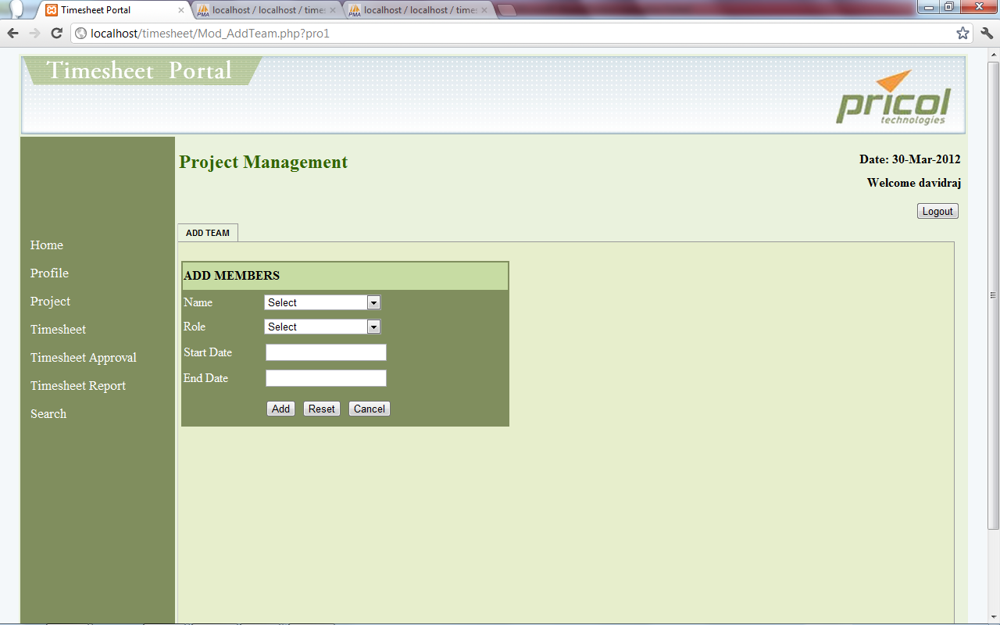 Timesheet Portal
localhost / localhost / time
localhost / localhost / time
localhost/timesheet/Mod_AddTeam.php?pro1
Timesheet Portal
pricol
technologies
Project Management
Date: 30-Mar-2012
Welcome davidraj
Logout
ADD TEAM
Home
Profile
Project
Timesheet
Timesheet Approval
Timesheet Report
Search
ADD MEMBERS
Name Select
Role Select
Start Date
End Date
Add Reset Cancel